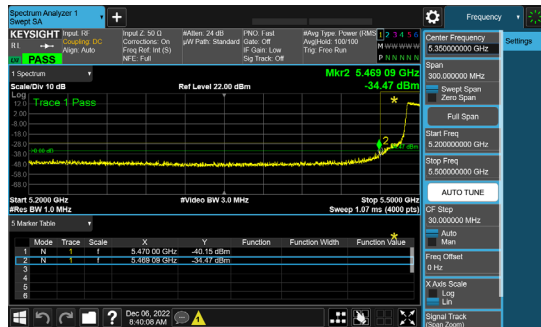 Spectrum Analyzer 1
Swept SA
Frequency
KEYSIGHT
Input: RF
Input Z: 50 Ω
#Atten: 24 dB
PNO: Fast
#Avg Type: Power (RMS)
1 2 3 4 5 6
R L
Coupling: DC
Corrections: On
µW Path: Standard
Gate: Off
Avg|Hold: 100/100
Align: Auto
Freq Ref: Int (S)
IF Gain: Low
Trig: Free Run
NFE: Full
Sig Track: Off
PASS
P N N N N N
1 Spectrum
Mkr2 5.469 09 GHz
Scale/Div 10 dB
Ref Level 22.00 dBm
-34.47 dBm
Log
Trace 1 Pass
12.0
2.00
-8.00
-18.0
-28.0
2
-38.0
-48.0
-58.0
-68.0
Start 5.2000 GHz
#Video BW 3.0 MHz
Stop 5.5000 GHz
#Res BW 1.0 MHz
Sweep 1.07 ms (4000 pts)
5 Marker Table
Mode Trace Scale X Y Function Function Width Function Value
1 N 1 f 5.470 00 GHz -40.15 dBm
2 N 1 f 5.469 09 GHz -34.47 dBm
3
4
5
6
Dec 06, 2022
8:40:08 AM
Center Frequency
5.350000000 GHz
Settings
Span
300.000000 MHz
Swept Span
Zero Span
Full Span
Start Freq
5.200000000 GHz
Stop Freq
5.500000000 GHz
AUTO TUNE
CF Step
30.000000 MHz
Auto
Man
Freq Offset
0 Hz
X Axis Scale
Log
Lin
Signal Track
(Span Zoom)